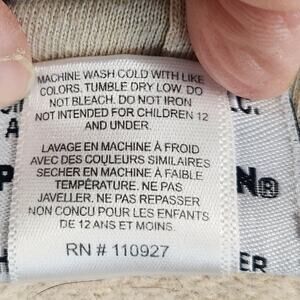 MACHINE WASH COLD WITH LIKE
COLORS. TUMBLE DRY LOW. DO
NOT BLEACH. DO NOT IRON
NOT INTENDED FOR CHILDREN 12
AND UNDER.
LAVAGE EN MACHINE À FROID
AVEC DES COULEURS SIMILAIRES
SECHER EN MACHINE À FAIBLE
TEMPÉRATURE. NE PAS
JAVELLER. NE PAS REPASSER
NON CONÇU POUR LES ENFANTS
DE 12 ANS ET MOINS.
RN # 110927
N®
ER